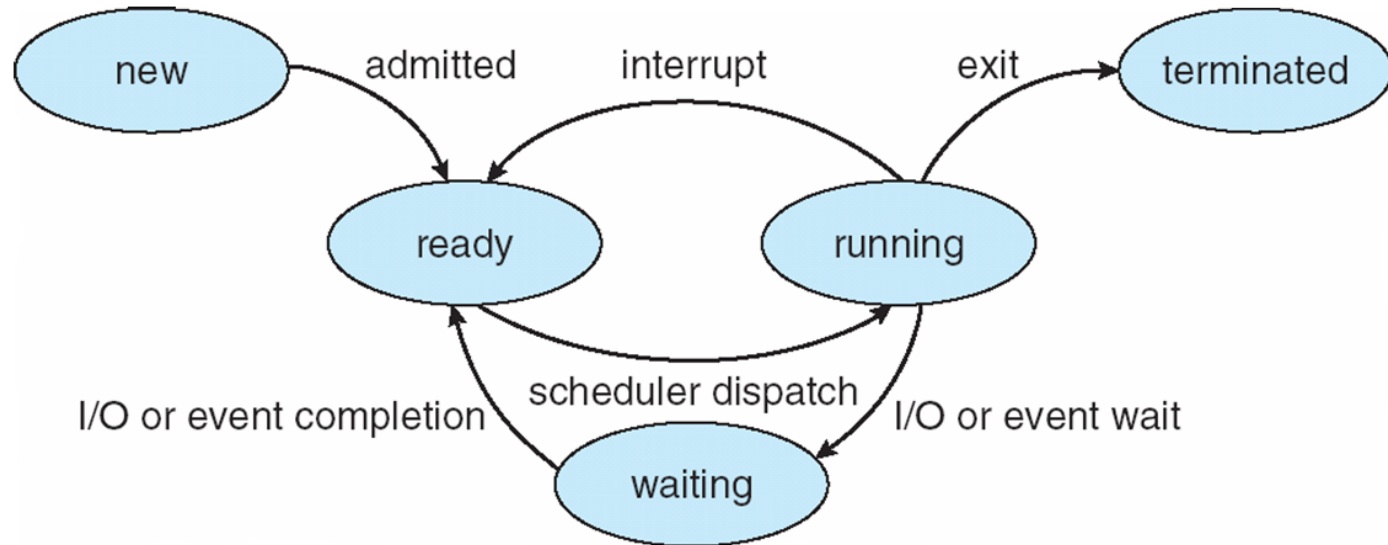 new
admitted
interrupt
exit
terminated
ready
running
scheduler dispatch
I/O or event completion
I/O or event wait
waiting